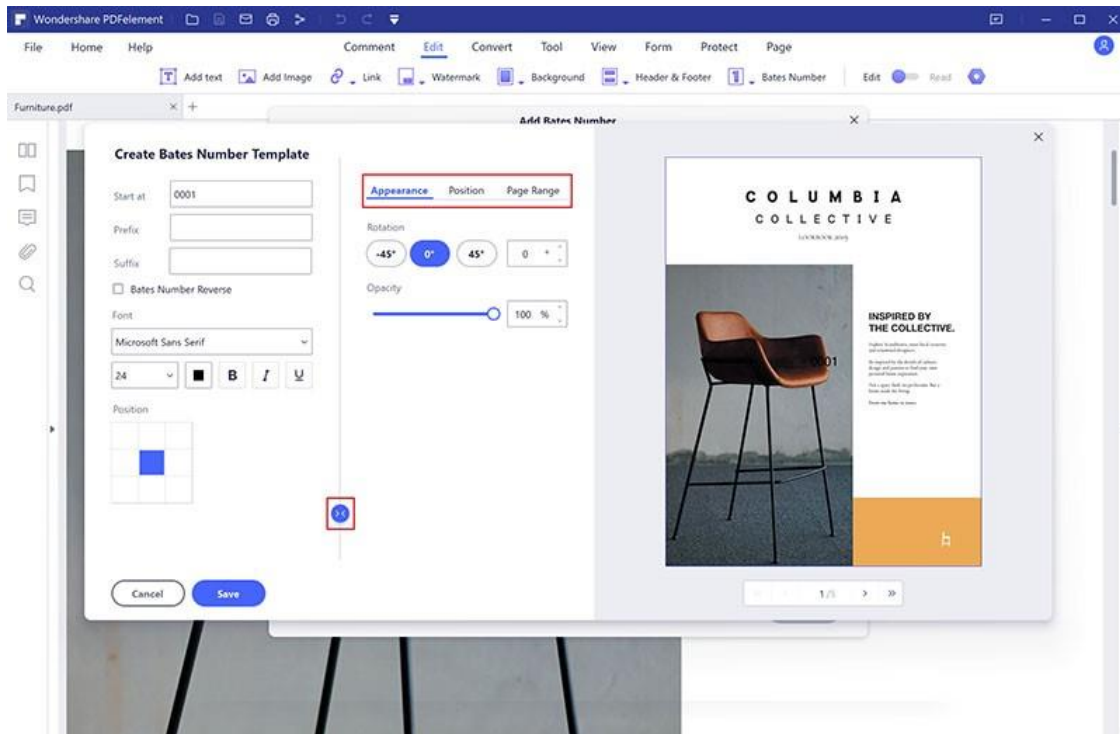 Wondershare PDFelement
File Home Help Comment Edit Convert Tool View Form Protect Page
Add text Add Image Link Watermark Background Header & Footer Bates Number Edit Read
Furniture.pdf
Add Bates Number
Create Bates Number Template
Start at 0001
Prefix
Suffix
Bates Number Reverse
Font
Microsoft Sans Serif
24 B I U
Position
Cancel Save
Appearance Position Page Range
Rotation
-45° 0° 45° 0 °
Opacity
100 %
COLUMBIA
COLLECTIVE
LOOKBOOK 2019
0001
INSPIRED BY
THE COLLECTIVE.
1/5